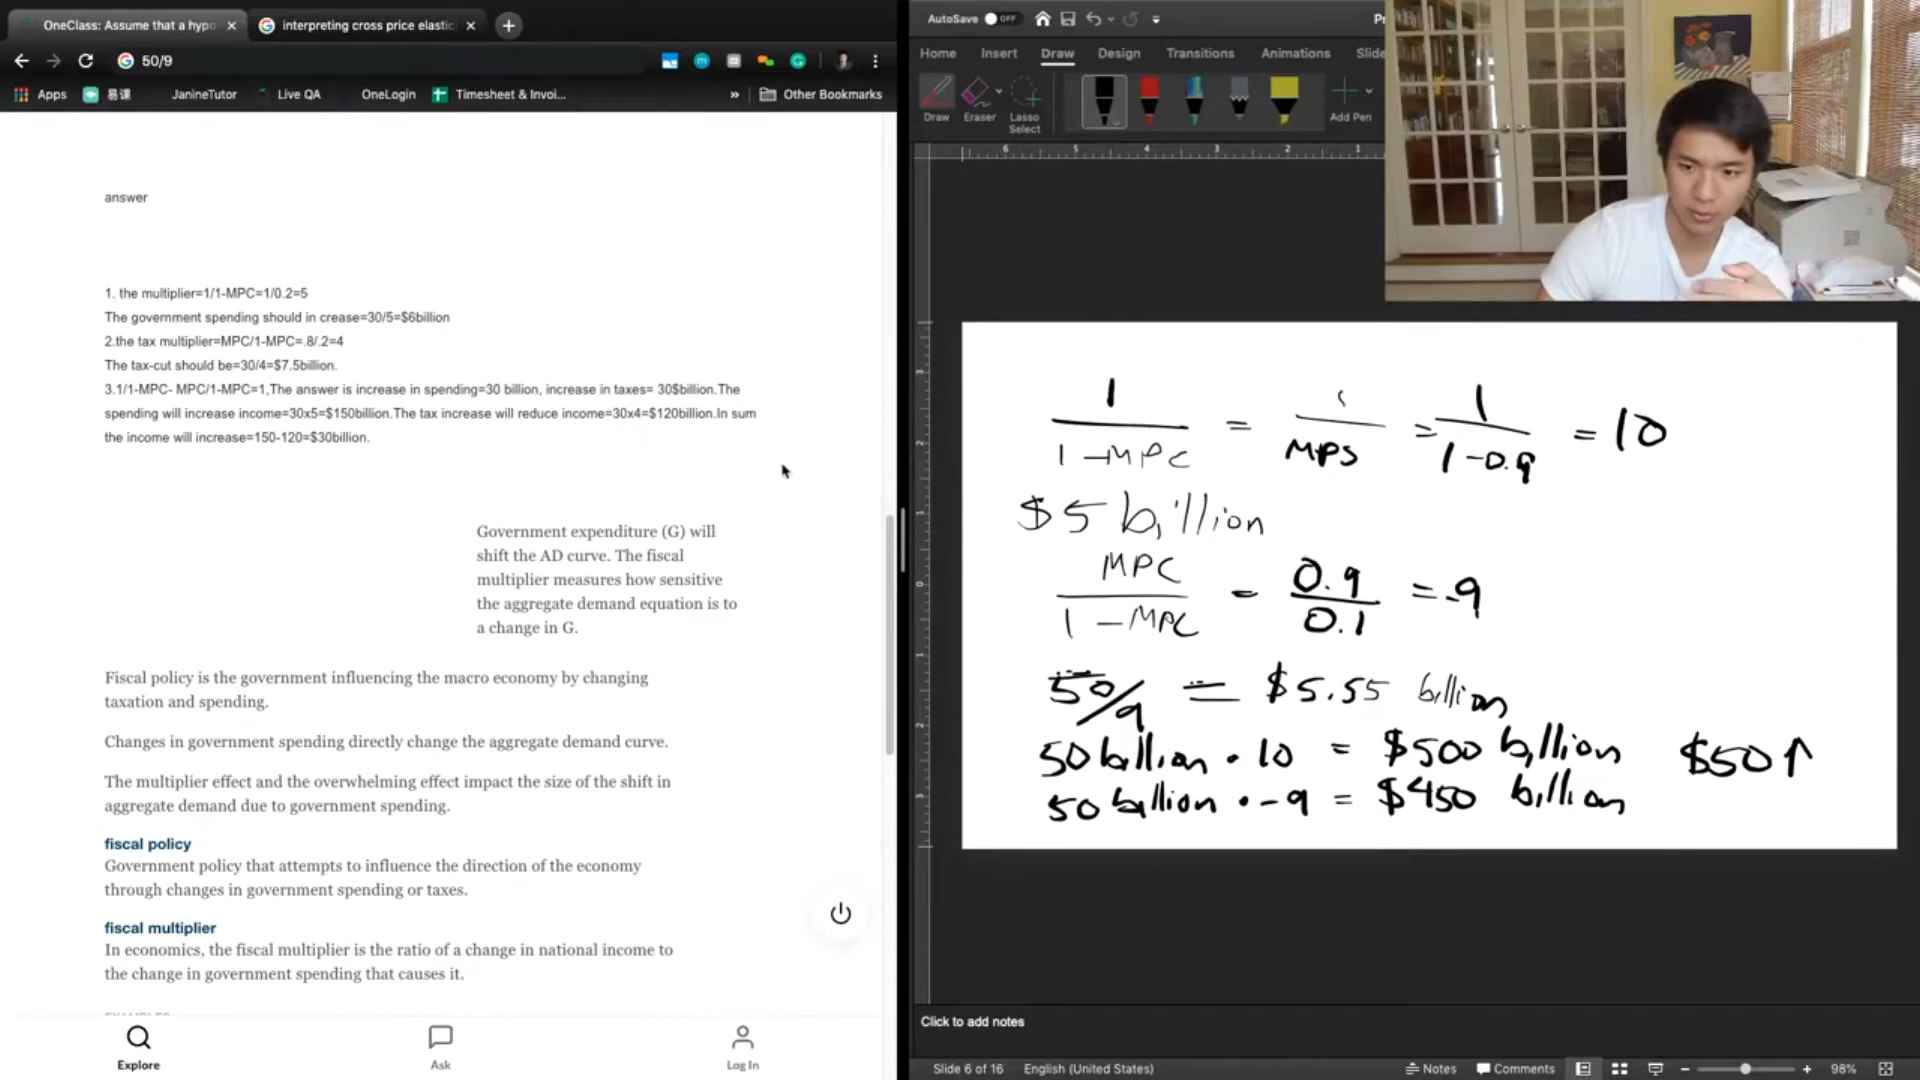 OneClass: Assume that a hypo
interpreting cross price elastic
50/9
Apps
易课
JanineTutor
Live QA
OneLogin
Timesheet & Invoi...
»
Other Bookmarks
answer
1. the multiplier=1/1-MPC=1/0.2=5
The government spending should in crease=30/5=$6billion
2.the tax multiplier=MPC/1-MPC=.8/.2=4
The tax-cut should be=30/4=$7.5billion.
3.1/1-MPC- MPC/1-MPC=1,The answer is increase in spending=30 billion, increase in taxes= 30$billion.The
spending will increase income=30x5=$150billion.The tax increase will reduce income=30x4=$120billion.In sum
the income will increase=150-120=$30billion.
Government expenditure (G) will
shift the AD curve. The fiscal
multiplier measures how sensitive
the aggregate demand equation is to
a change in G.
Fiscal policy is the government influencing the macro economy by changing
taxation and spending.
Changes in government spending directly change the aggregate demand curve.
The multiplier effect and the overwhelming effect impact the size of the shift in
aggregate demand due to government spending.
fiscal policy
Government policy that attempts to influence the direction of the economy
through changes in government spending or taxes.
fiscal multiplier
In economics, the fiscal multiplier is the ratio of a change in national income to
the change in government spending that causes it.
Explore
Ask
Log In
AutoSave OFF
Pr
Home Insert Draw Design Transitions Animations Slide
Draw
Eraser
Lasso
Select
Add Pen
6 5 4 3 2 1
1/(1-MPC) = 1/MPS = 1/(1-0.9) = 10
$5 billion
MPC/(1-MPC) = 0.9/0.1 = -9
50/9 = $5.55 billion
50 billion • 10 = $500 billion $50↑
50 billion • -9 = $450 billion
Click to add notes
Slide 6 of 16 English (United States) Notes Comments 98%